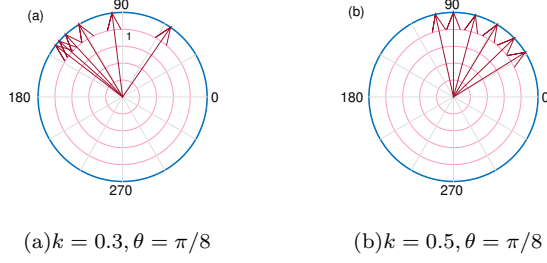 (a)
90
1
180
0
270
(b)
90
180
0
270
(a)k = 0.3, θ = π/8
(b)k = 0.5, θ = π/8